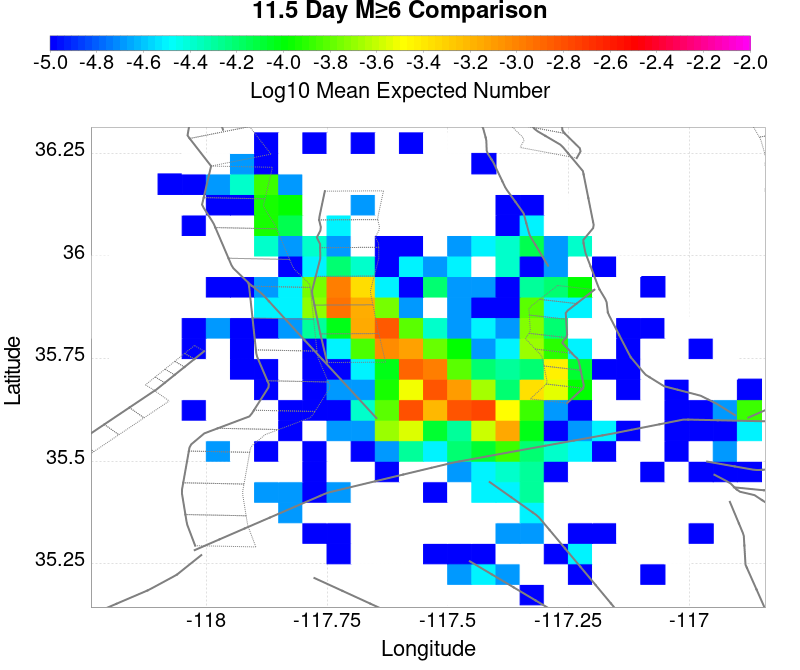 11.5 Day M≥6 Comparison
-5.0 -4.8 -4.6 -4.4 -4.2 -4.0 -3.8 -3.6 -3.4 -3.2 -3.0 -2.8 -2.6 -2.4 -2.2 -2.0
Log10 Mean Expected Number
36.25
36
35.75
35.5
35.25
Latitude
-118 -117.75 -117.5 -117.25 -117
Longitude